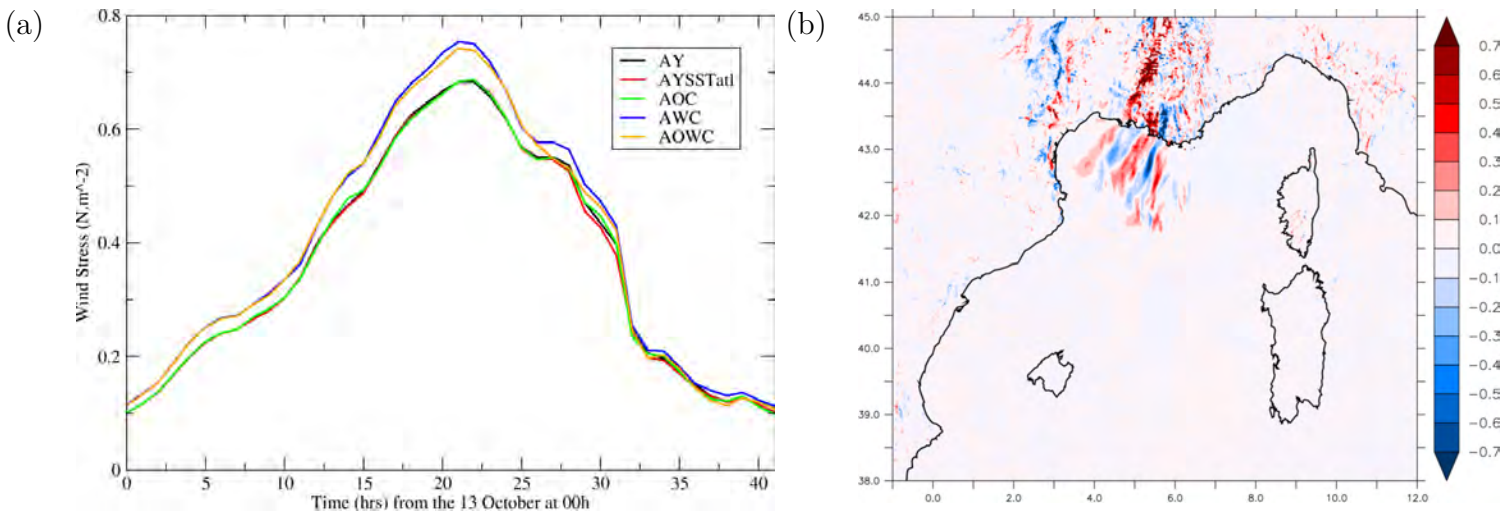 (a)
0.8
0.6
0.4
0.2
0
Wind Stress (N.m^-2)
AY
AYSSTatl
AOC
AWC
AOWC
0 5 10 15 20 25 30 35 40
Time (hrs) from the 13 October at 00h
(b)
45.0
44.0
43.0
42.0
41.0
40.0
39.0
38.0
0.0 2.0 4.0 6.0 8.0 10.0 12.0
0.7
0.6
0.5
0.4
0.3
0.2
0.1
0.0
-0.1
-0.2
-0.3
-0.4
-0.5
-0.6
-0.7